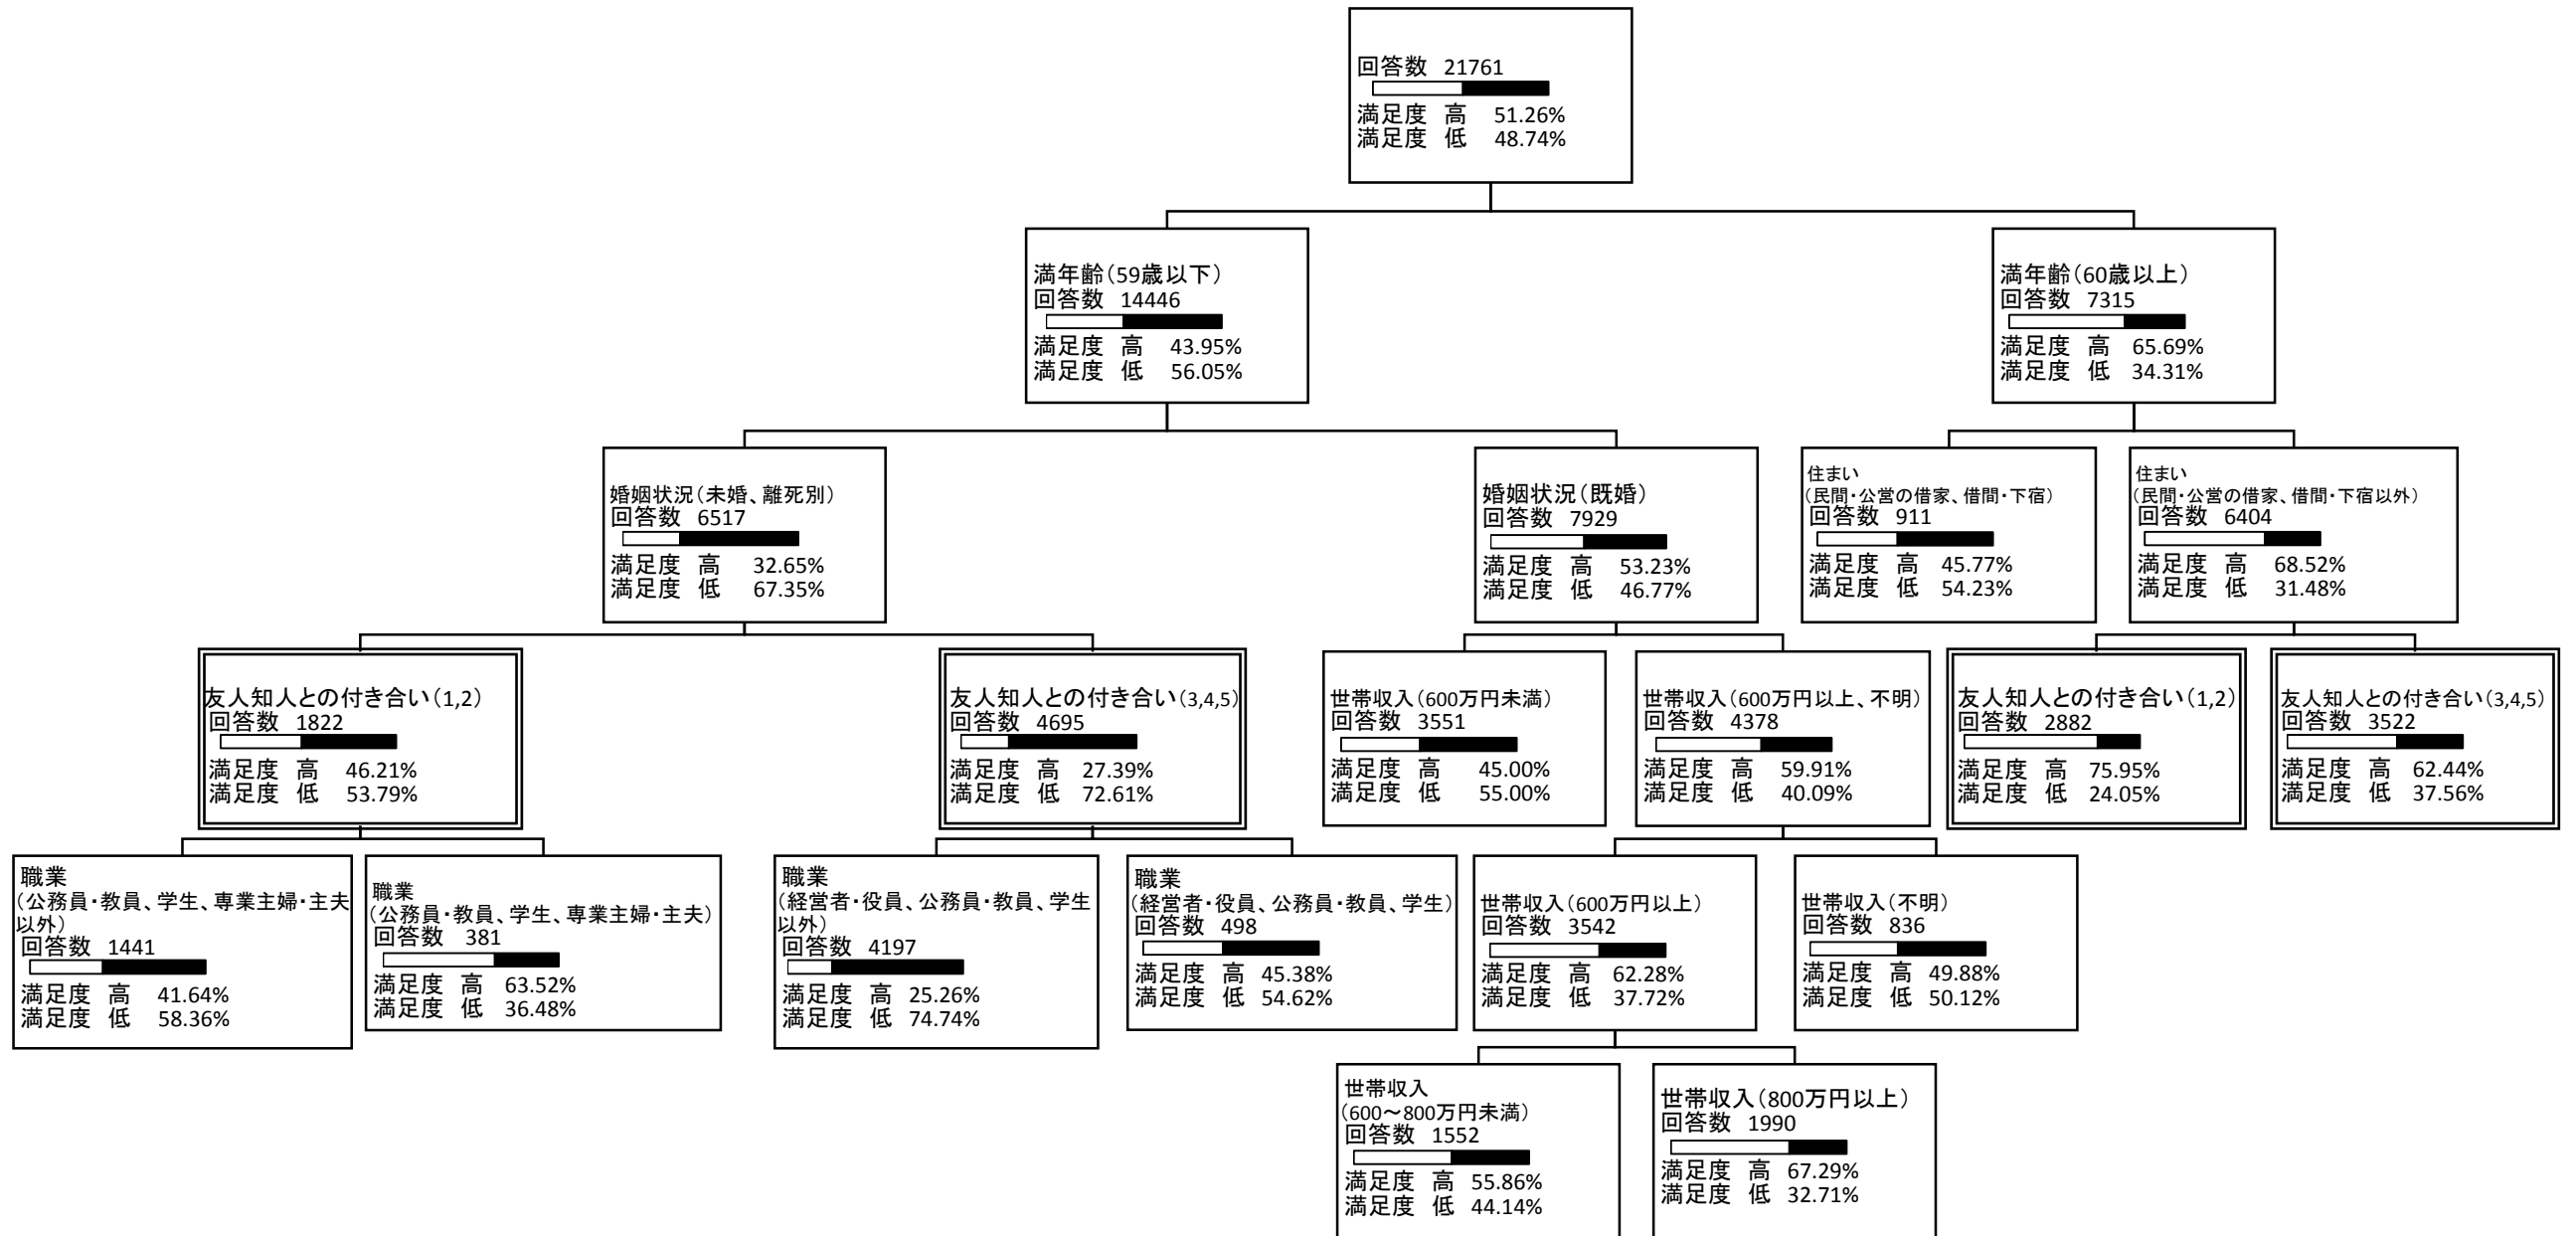 回答数 21761
満足度 高 51.26%
満足度 低 48.74%
満年齢(59歳以下)
回答数 14446
満足度 高 43.95%
満足度 低 56.05%
満年齢(60歳以上)
回答数 7315
満足度 高 65.69%
満足度 低 34.31%
婚姻状況(未婚、離死別)
回答数 6517
満足度 高 32.65%
満足度 低 67.35%
婚姻状況(既婚)
回答数 7929
満足度 高 53.23%
満足度 低 46.77%
住まい
(民間・公営の借家、借間・下宿)
回答数 911
満足度 高 45.77%
満足度 低 54.23%
住まい
(民間・公営の借家、借間・下宿以外)
回答数 6404
満足度 高 68.52%
満足度 低 31.48%
友人知人との付き合い(1,2)
回答数 1822
満足度 高 46.21%
満足度 低 53.79%
友人知人との付き合い(3,4,5)
回答数 4695
満足度 高 27.39%
満足度 低 72.61%
世帯収入(600万円未満)
回答数 3551
満足度 高 45.00%
満足度 低 55.00%
世帯収入(600万円以上、不明)
回答数 4378
満足度 高 59.91%
満足度 低 40.09%
友人知人との付き合い(1,2)
回答数 2882
満足度 高 75.95%
満足度 低 24.05%
友人知人との付き合い(3,4,5)
回答数 3522
満足度 高 62.44%
満足度 低 37.56%
職業
(公務員・教員、学生、専業主婦・主夫
以外)
回答数 1441
満足度 高 41.64%
満足度 低 58.36%
職業
(公務員・教員、学生、専業主婦・主夫)
回答数 381
満足度 高 63.52%
満足度 低 36.48%
職業
(経営者・役員、公務員・教員、学生
以外)
回答数 4197
満足度 高 25.26%
満足度 低 74.74%
職業
(経営者・役員、公務員・教員、学生)
回答数 498
満足度 高 45.38%
満足度 低 54.62%
世帯収入(600万円以上)
回答数 3542
満足度 高 62.28%
満足度 低 37.72%
世帯収入(不明)
回答数 836
満足度 高 49.88%
満足度 低 50.12%
世帯収入
(600～800万円未満)
回答数 1552
満足度 高 55.86%
満足度 低 44.14%
世帯収入(800万円以上)
回答数 1990
満足度 高 67.29%
満足度 低 32.71%